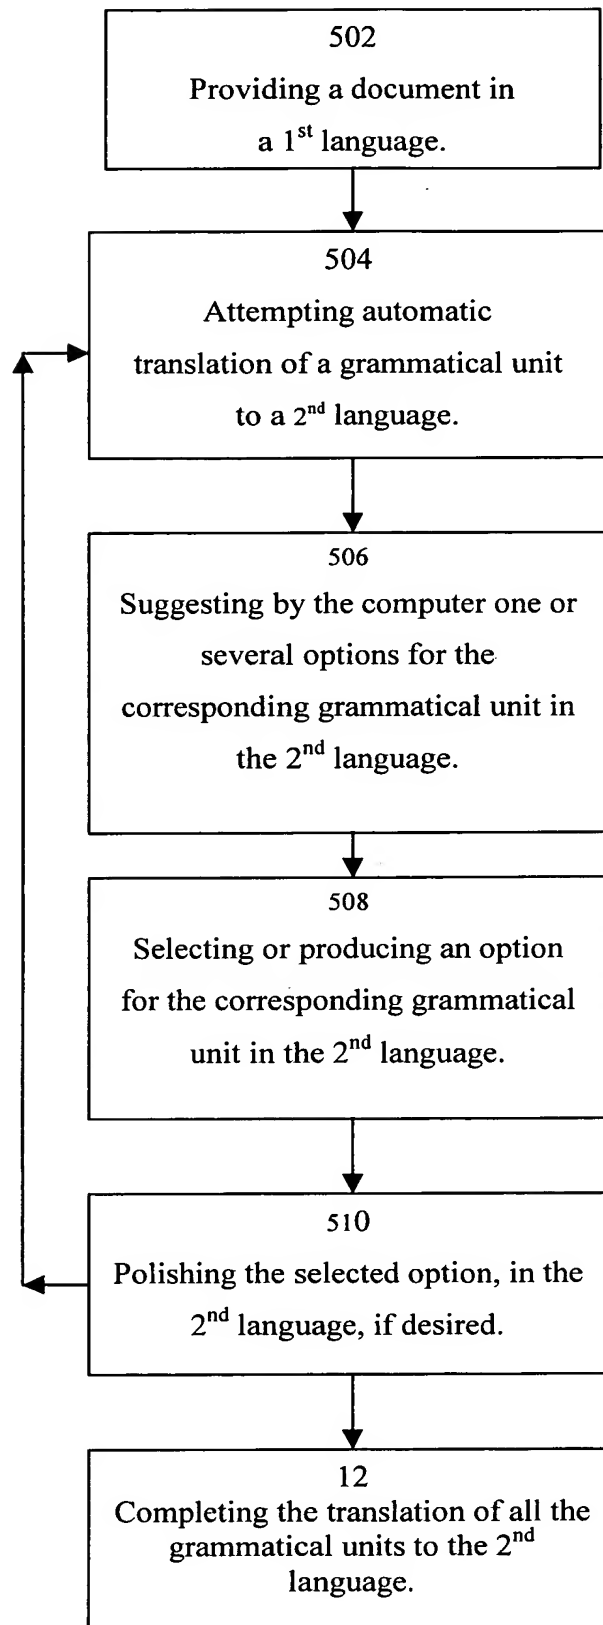 502
Providing a document in
a 1st language.
504
Attempting automatic
translation of a grammatical unit
to a 2nd language.
506
Suggesting by the computer one or
several options for the
corresponding grammatical unit in
the 2nd language.
508
Selecting or producing an option
for the corresponding grammatical
unit in the 2nd language.
510
Polishing the selected option, in the
2nd language, if desired.
12
Completing the translation of all the
grammatical units to the 2nd
language.